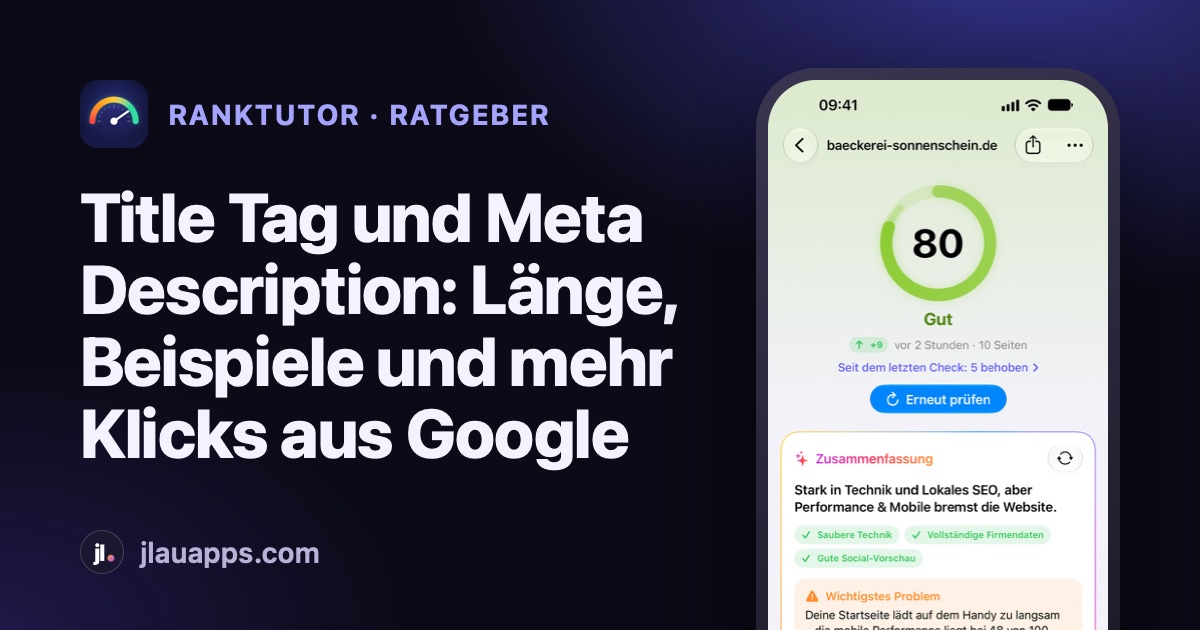 RANKTUTOR · RATGEBER
Title Tag und Meta
Description: Länge,
Beispiele und mehr
Klicks aus Google
jl.
jlauapps.com
09:41
baeckerei-sonnenschein.de
80
Gut
+9 vor 2 Stunden · 10 Seiten
Seit dem letzten Check: 5 behoben
Erneut prüfen
Zusammenfassung
Stark in Technik und Lokales SEO, aber
Performance & Mobile bremst die Website.
Saubere Technik Vollständige Firmendaten
Gute Social-Vorschau
Wichtigstes Problem
Deine Startseite lädt auf dem Handy zu langsam